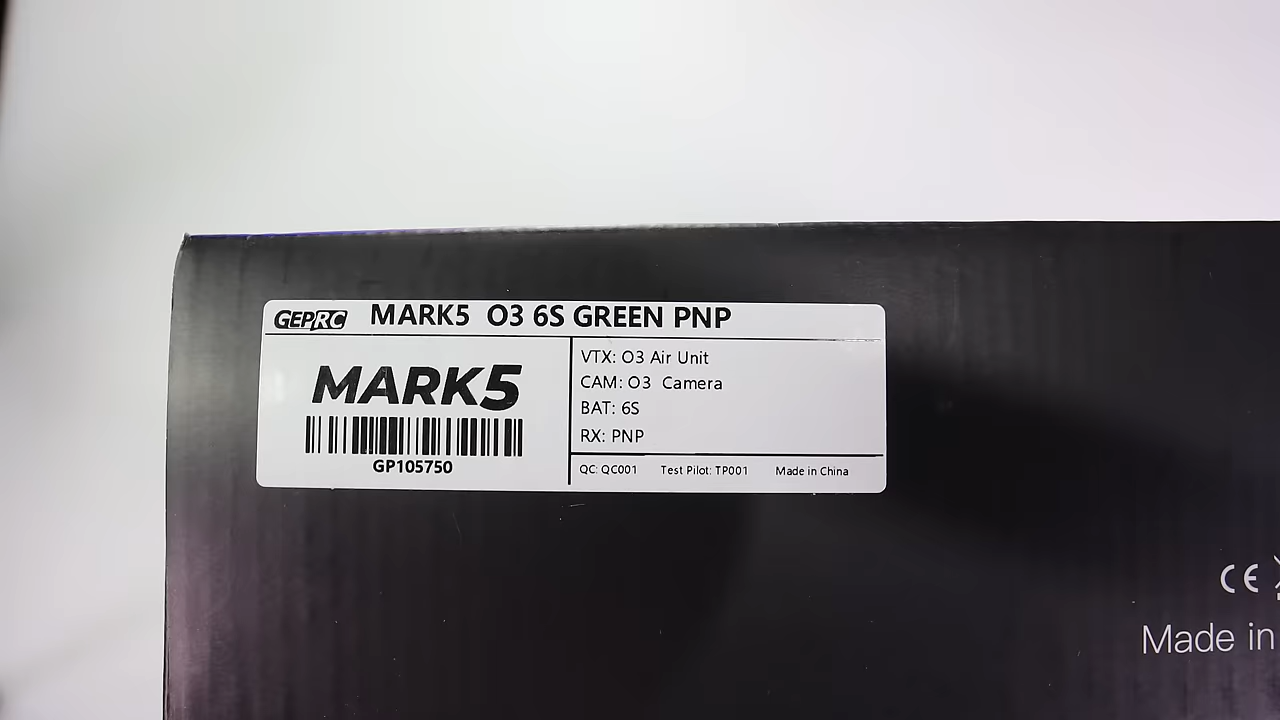 GEPRC MARK5 O3 6S GREEN PNP
MARK5
GP105750
VTX: O3 Air Unit
CAM: O3 Camera
BAT: 6S
RX: PNP
QC: QC001 Test Pilot: TP001 Made in China
CE
Made in